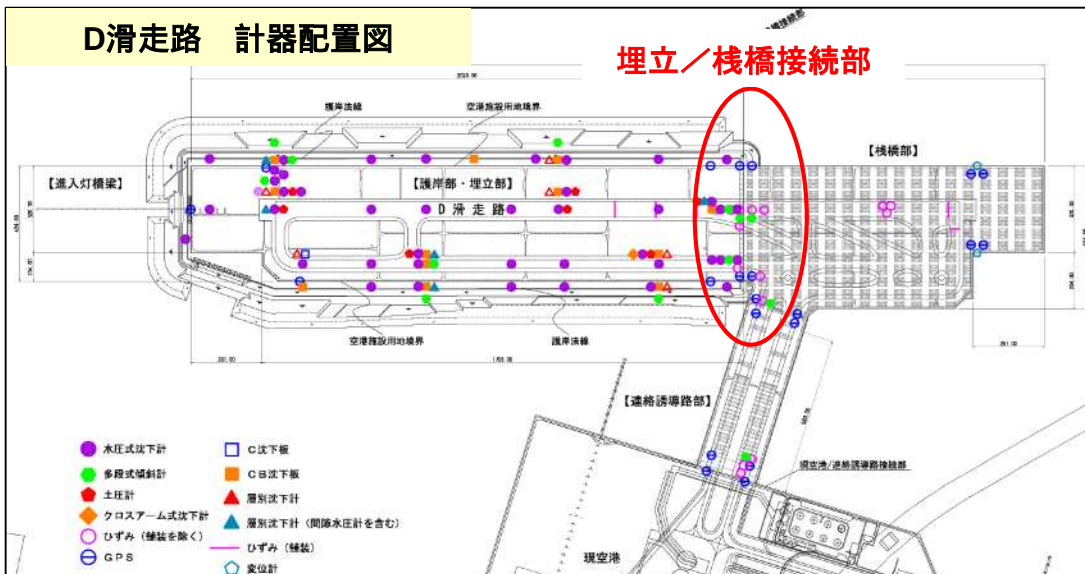 D滑走路　計器配置図
埋立／桟橋接続部
護岸法線
空港施設用地境界
【桟橋部】
【進入灯橋梁】
【護岸部・埋立部】
D 滑 走 路
空港施設用地境界
護岸法線
【連絡誘導路部】
現空港/連絡誘導路接続部
現空港
水圧式沈下計
多段式傾斜計
土圧計
クロスアーム式沈下計
ひずみ（舗装を除く）
GPS
C沈下板
CB沈下板
層別沈下計
層別沈下計（間隙水圧計を含む）
ひずみ（舗装）
変位計